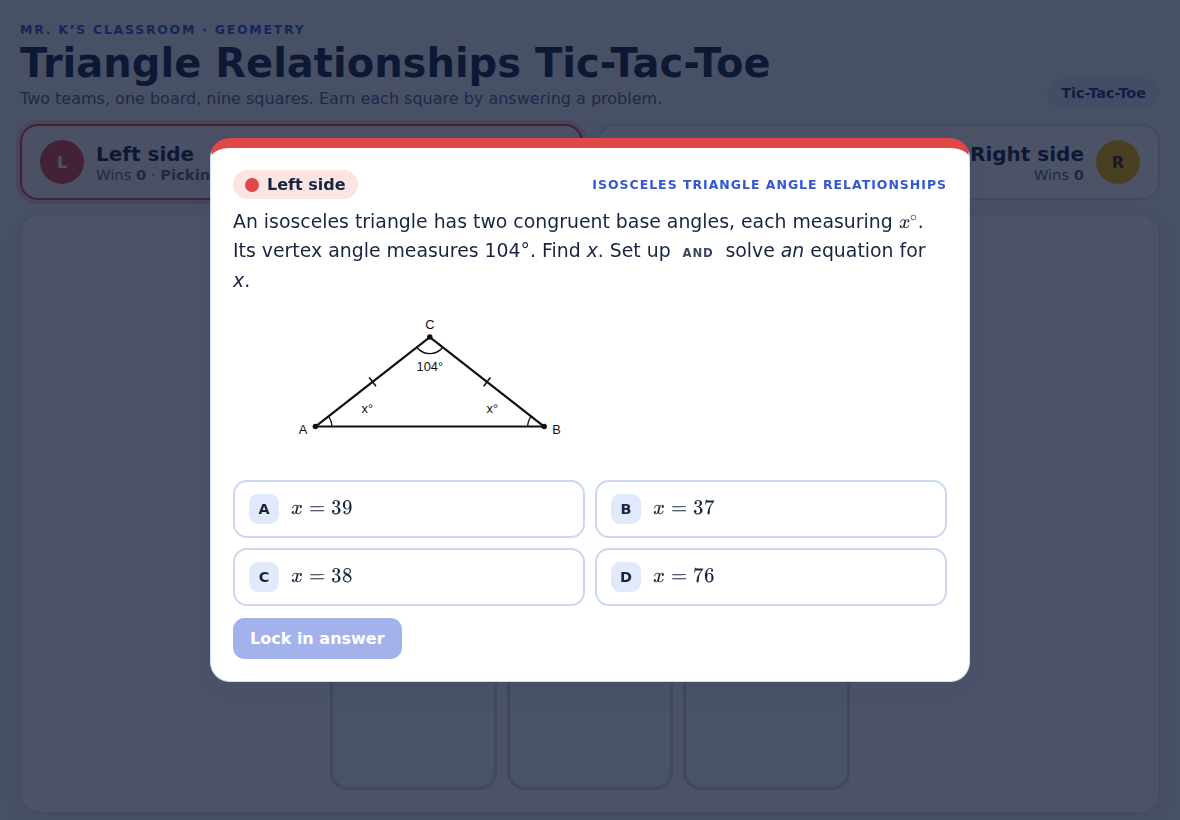 MR. K’S CLASSROOM · GEOMETRY
Triangle Relationships Tic-Tac-Toe
Two teams, one board, nine squares. Earn each square by answering a problem.
Tic-Tac-Toe
L
Left side
Wins 0 · Pickin
Right side
Wins 0
R
Left side
ISOSCELES TRIANGLE ANGLE RELATIONSHIPS
An isosceles triangle has two congruent base angles, each measuring x°.
Its vertex angle measures 104°. Find x. Set up AND solve an equation for
x.
C
104°
x°
x°
A
B
A x = 39
B x = 37
C x = 38
D x = 76
Lock in answer